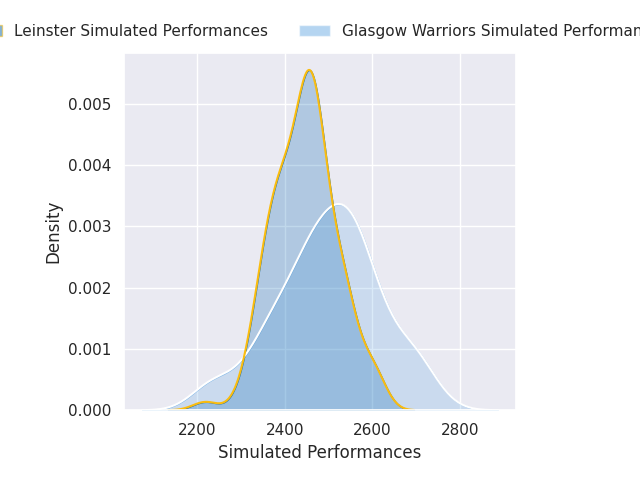 Leinster Simulated Performances Glasgow Warriors Simulated
0.005
0.004
0.003
0.002
0.001
0.000
Density
2200 2400 2600 2800
Simulated Performances